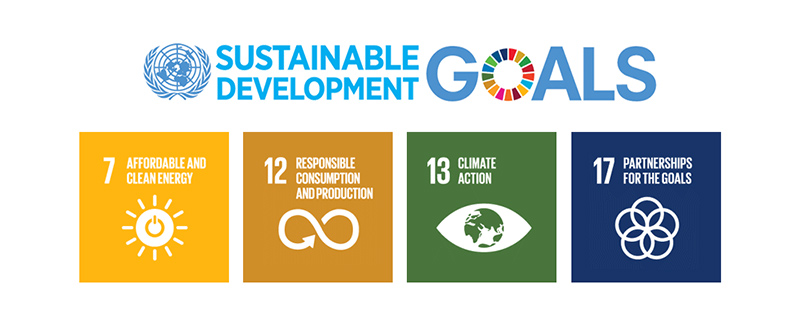 SUSTAINABLE
DEVELOPMENT
GOALS
7 AFFORDABLE AND
CLEAN ENERGY
12 RESPONSIBLE
CONSUMPTION
AND PRODUCTION
13 CLIMATE
ACTION
17 PARTNERSHIPS
FOR THE GOALS